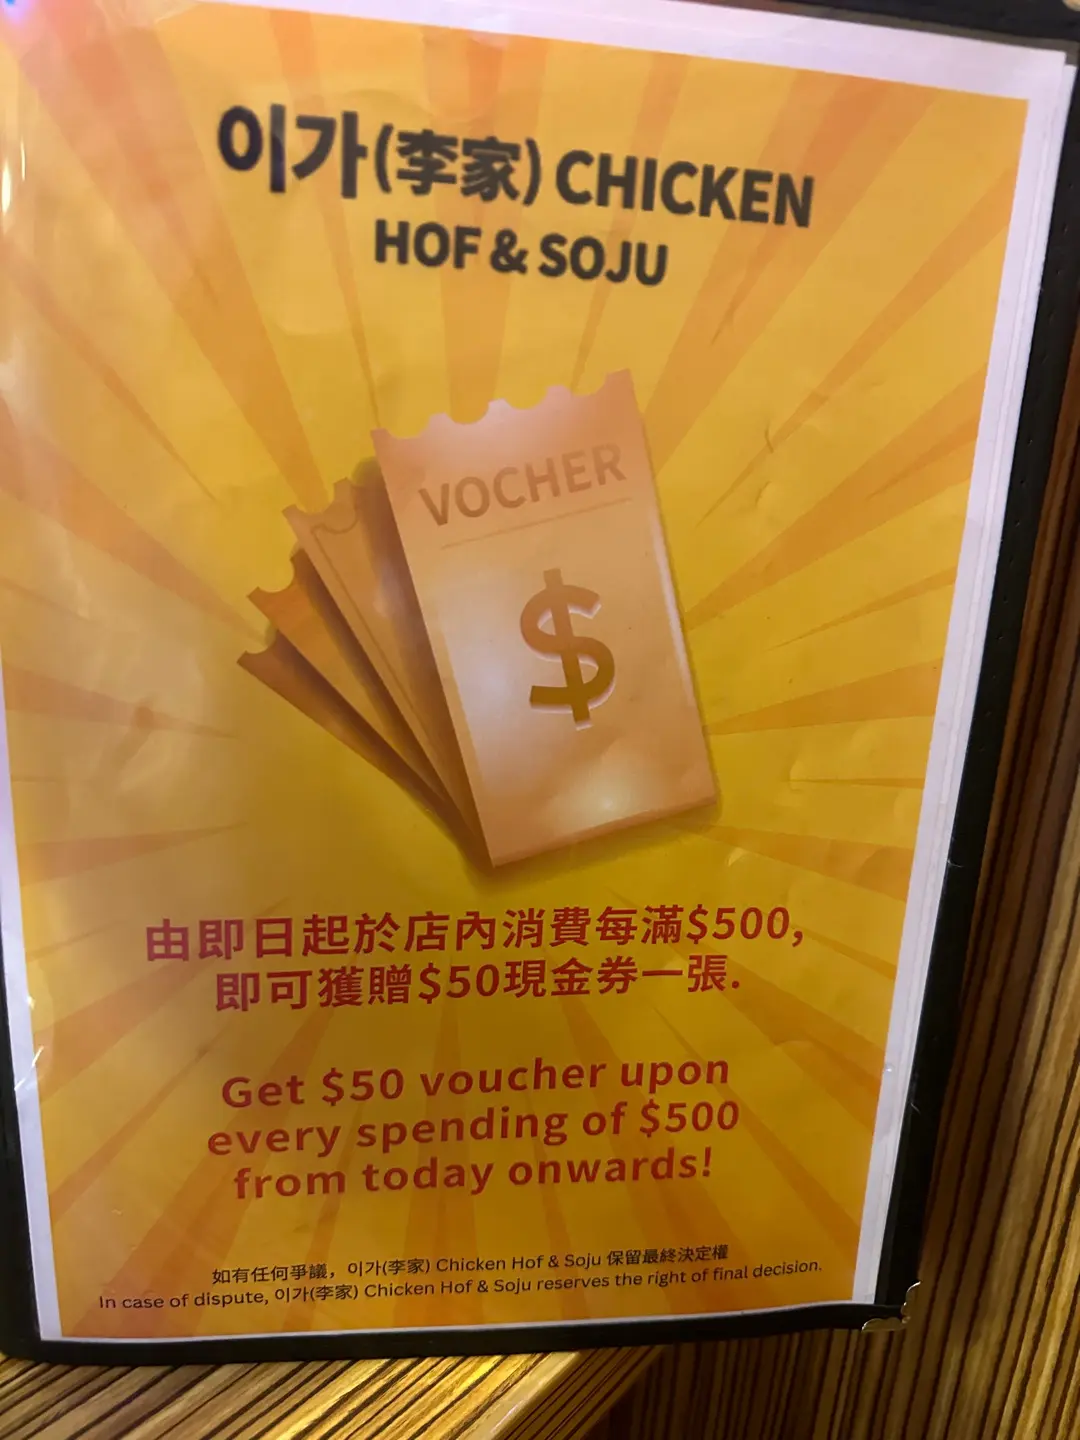 이가(李家) CHICKEN
HOF & SOJU
VOCHER
$
由即日起於店內消費每滿$500,
即可獲贈$50現金券一張.
Get $50 voucher upon
every spending of $500
from today onwards!
如有任何爭議，이가(李家) Chicken Hof & Soju 保留最終決定權
In case of dispute, 이가(李家) Chicken Hof & Soju reserves the right of final decision.